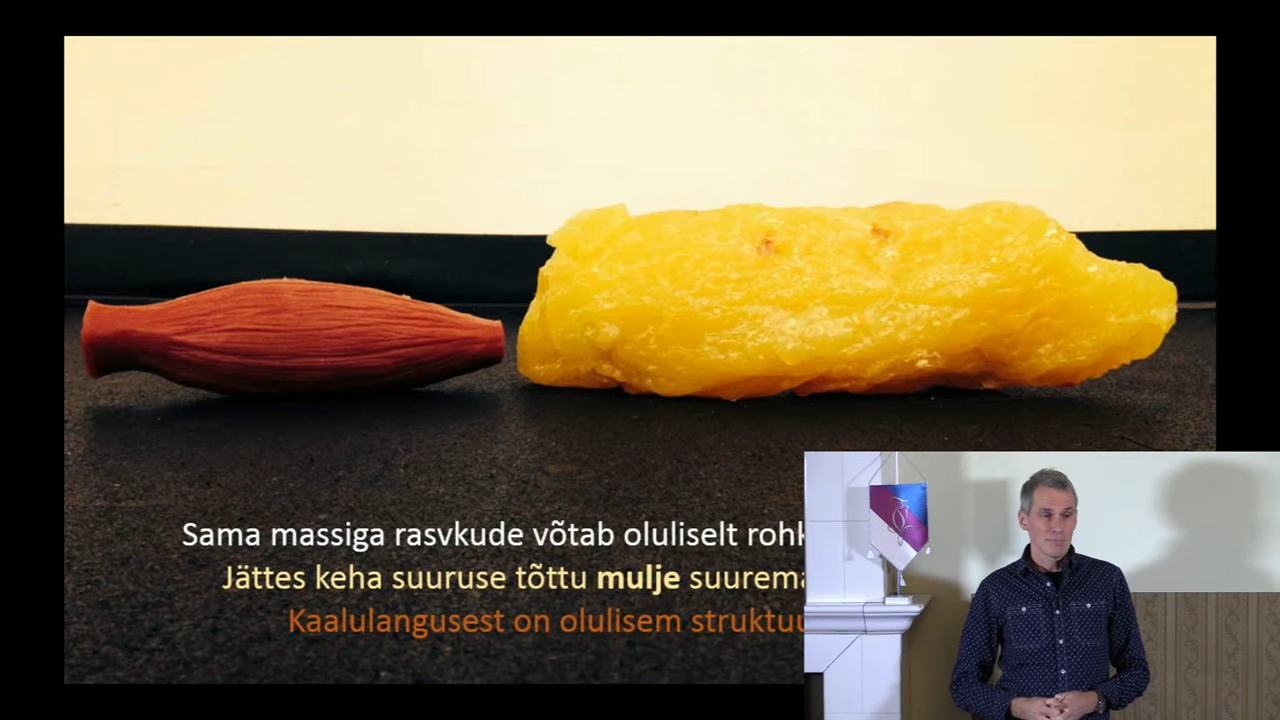 Sama massiga rasvkude võtab oluliselt
Jättes keha suuruse tõttu mulje
Kaalulangusest on olulisem